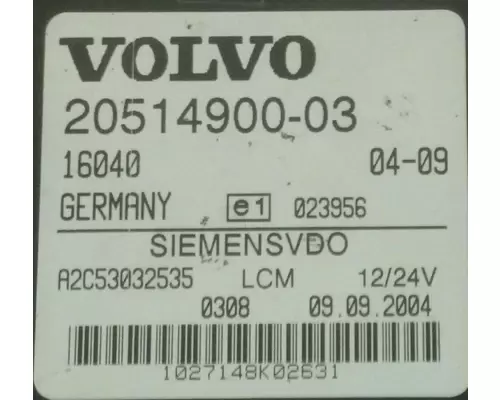 VOLVO
20514900-03
16040 04-09
GERMANY e1 023956
SIEMENSVDO
A2C53032535 LCM 12/24V
0308 09.09.2004
1027148K02631